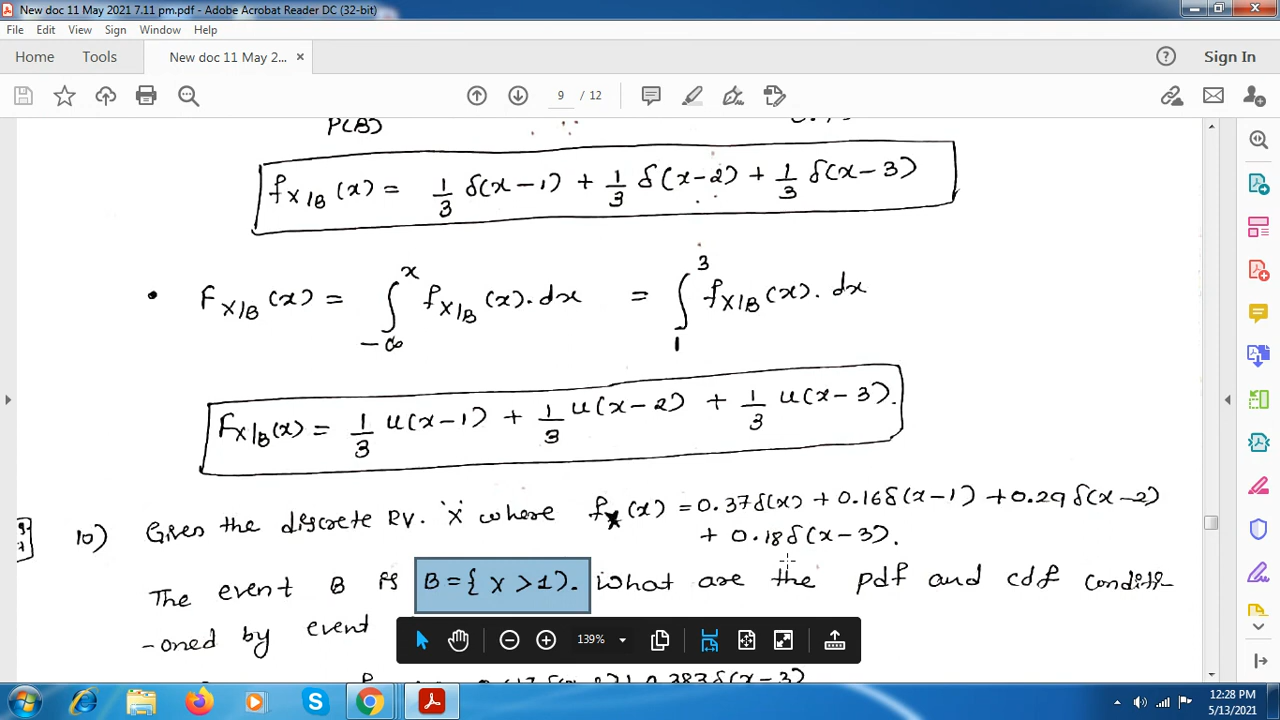 New doc 11 May 2021 7.11 pm.pdf - Adobe Acrobat Reader DC (32-bit)
File Edit View Sign Window Help
Home Tools New doc 11 May 2... × Sign In
9 / 12
P(B)
f_{X/B}(x) = 1/3 δ(x-1) + 1/3 δ(x-2) + 1/3 δ(x-3)
• F_{X/B}(x) = ∫_{-∞}^{x} f_{X/B}(x).dx = ∫_{1}^{3} f_{X/B}(x).dx
F_{X/B}(x) = 1/3 u(x-1) + 1/3 u(x-2) + 1/3 u(x-3).
10) Given the discrete RV. 'X' where f_X(x) = 0.37δ(x) + 0.16δ(x-1) + 0.29 δ(x-2)
+ 0.18δ(x-3).
The event B is B={ X >1). What are the pdf and cdf conditi-
-oned by event
139%
12:28 PM
5/13/2021